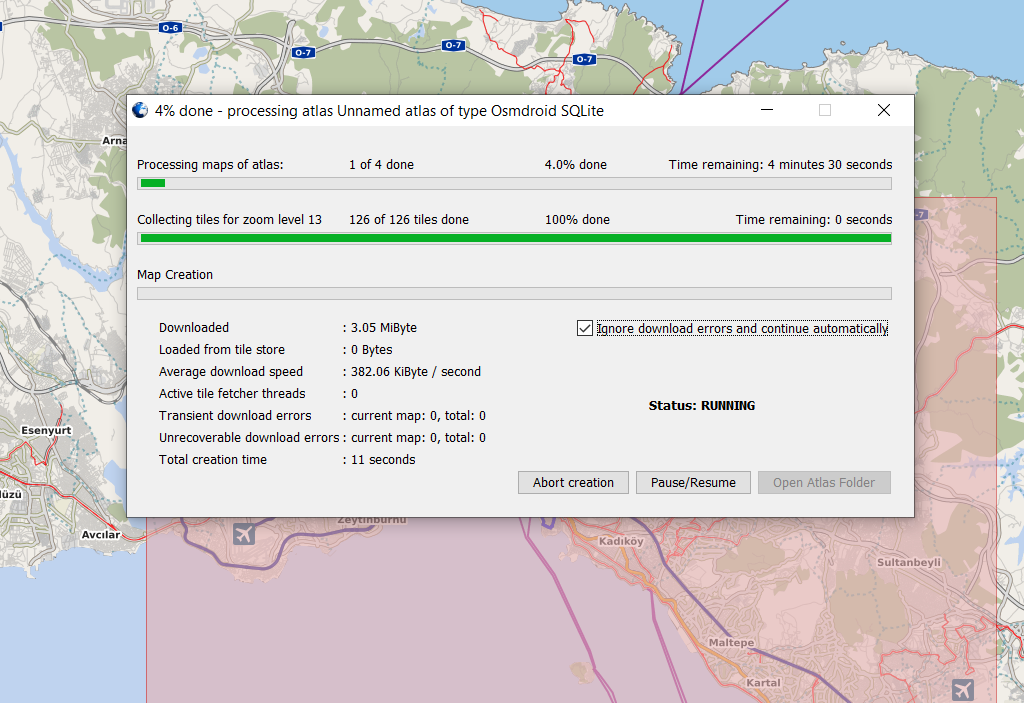 O-6
O-7
O-7
O-7
4% done - processing atlas Unnamed atlas of type Osmdroid SQLite
Arna
Processing maps of atlas: 1 of 4 done 4.0% done Time remaining: 4 minutes 30 seconds
-7
Collecting tiles for zoom level 13 126 of 126 tiles done 100% done Time remaining: 0 seconds
Map Creation
Downloaded : 3.05 MiByte
Ignore download errors and continue automatically
Loaded from tile store : 0 Bytes
Average download speed : 382.06 KiByte / second
Active tile fetcher threads : 0
Status: RUNNING
Transient download errors : current map: 0, total: 0
Unrecoverable download errors : current map: 0, total: 0
Total creation time : 11 seconds
Abort creation Pause/Resume Open Atlas Folder
Esenyurt
düzü
Avcılar
Zeytinburnu
Kadıköy
Sultanbeyli
Maltepe
Kartal